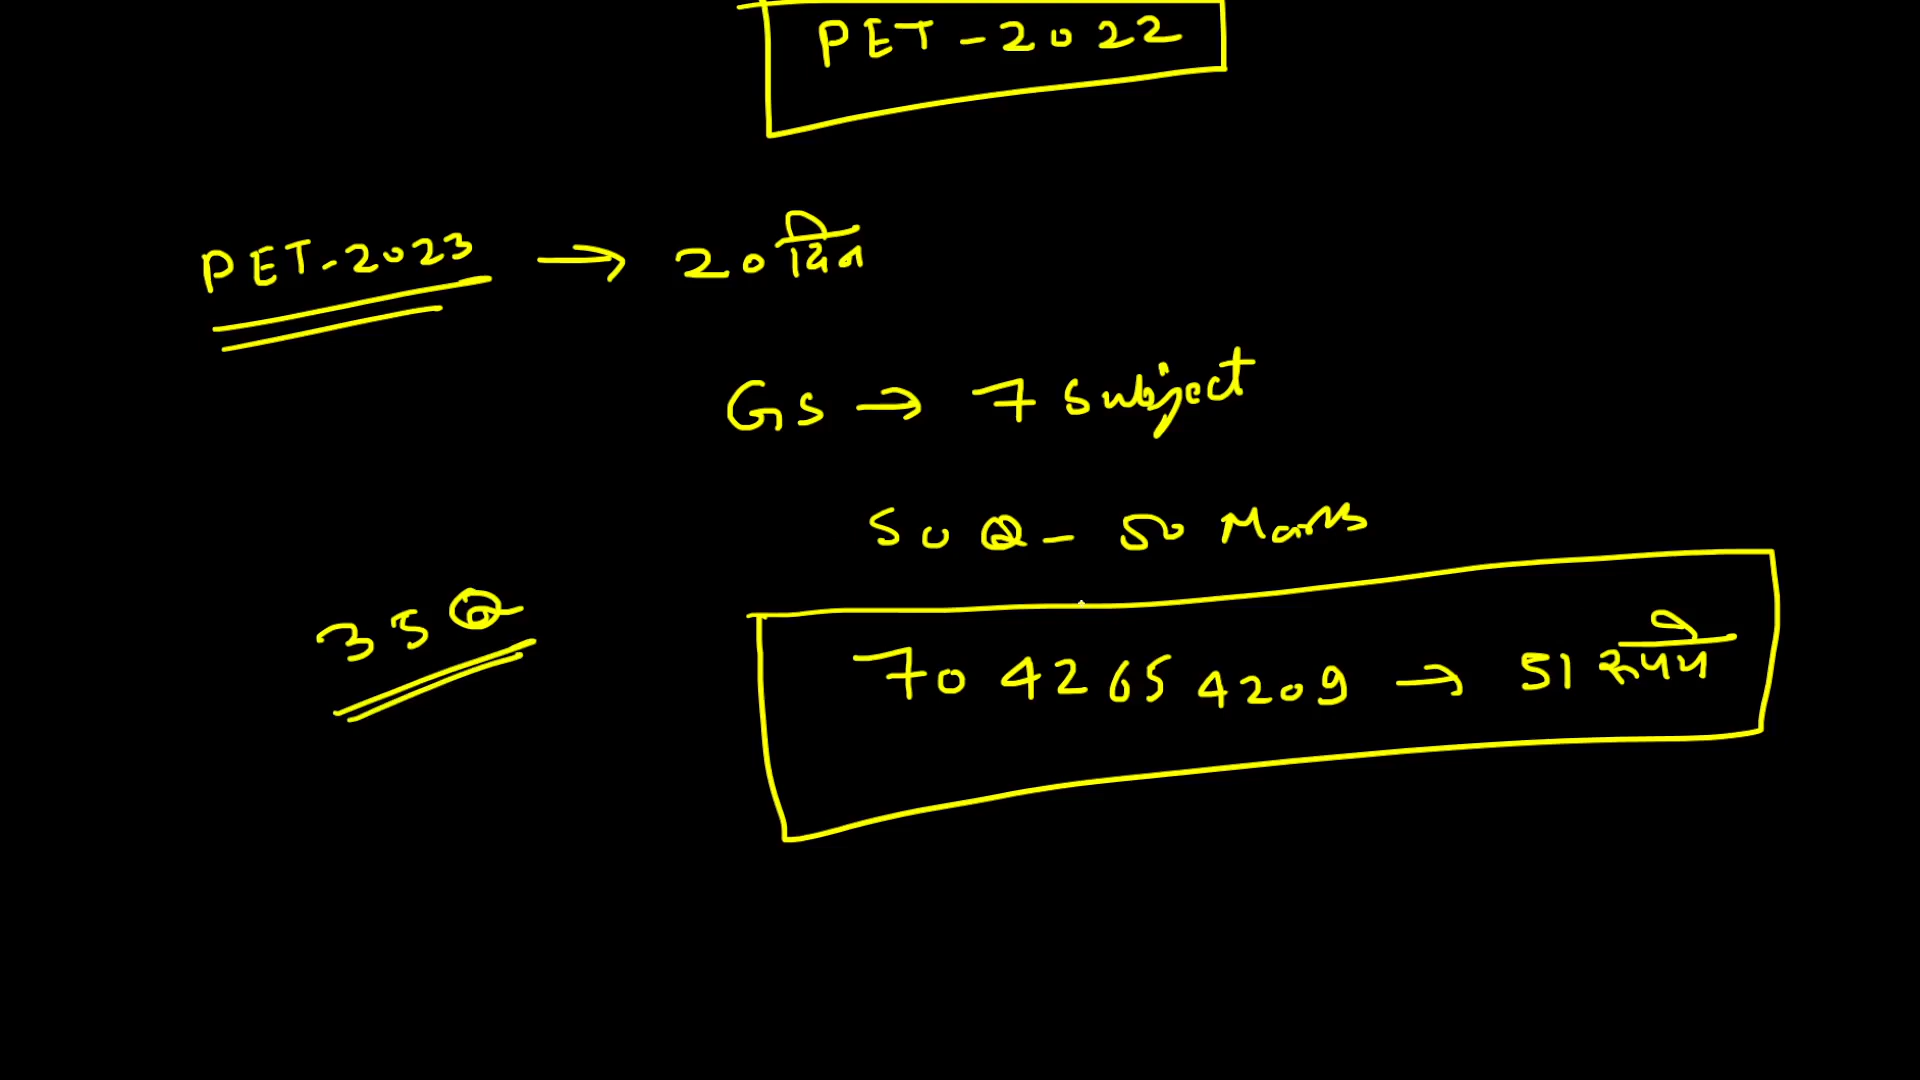 PET-2022
PET-2023 → 20 दिन
GS → 7 Subject
50 Q - 50 Marks
35 Q
7042654209 → 51 रूपये